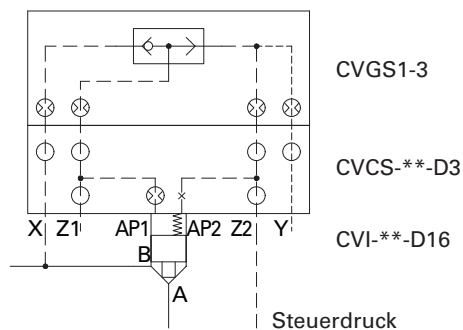 CVGS1-3
CVCS-**-D3
X Z1 AP1 AP2 Z2 Y
CVI-**-D16
B
A
Steuerdruck